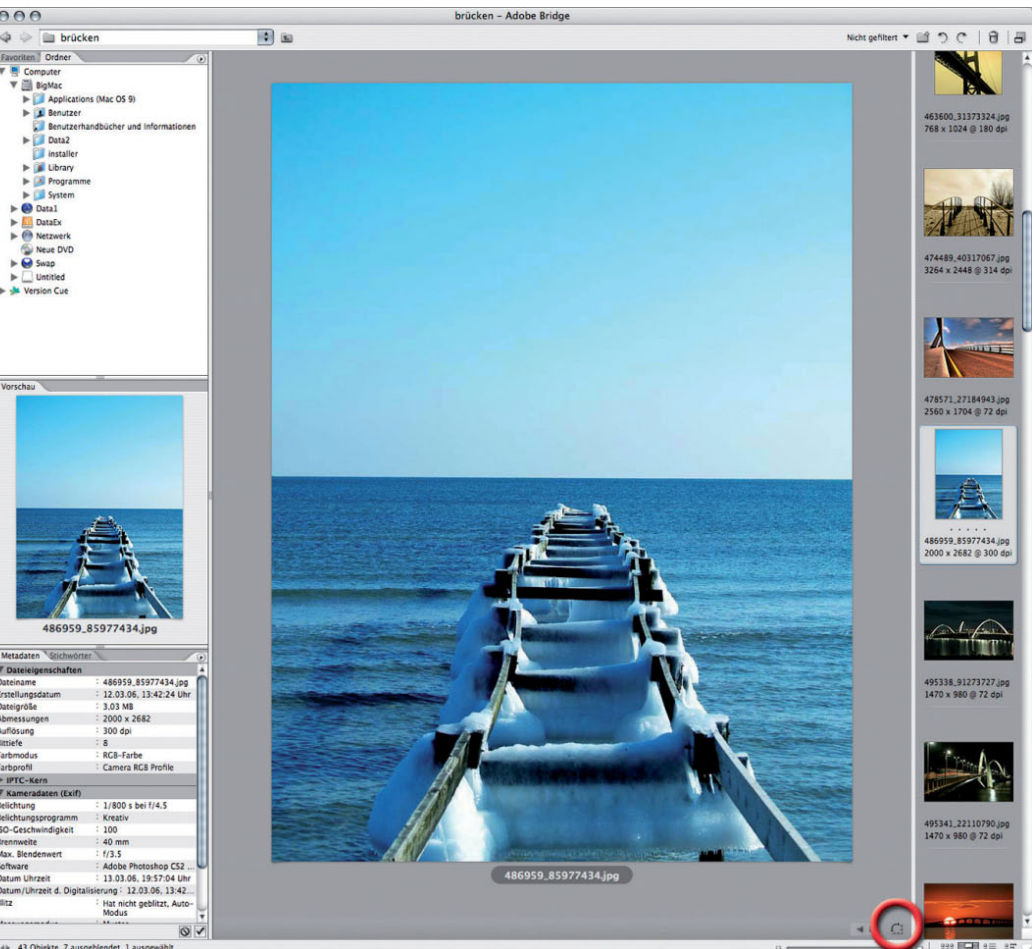 brücken – Adobe Bridge
brücken
Nicht gefiltert
Favoriten Ordner
Computer
BigMac
Applications (Mac OS 9)
Benutzer
Benutzerhandbücher und Informationen
Data2
installer
Library
Programme
System
Data1
DataEx
Netzwerk
Neue DVD
Swap
Untitled
Version Cue
Vorschau
486959_85977434.jpg
Metadaten Stichwörter
Dateieigenschaften
Dateiname : 486959_85977434.jpg
Erstellungsdatum : 12.03.06, 13:42:24 Uhr
Dateigröße : 3,03 MB
Abmessungen : 2000 x 2682
Auflösung : 300 dpi
Bittiefe : 8
Farbmodus : RGB-Farbe
Farbprofil : Camera RGB Profile
IPTC-Kern
Kameradaten (Exif)
Belichtung : 1/800 s bei f/4.5
Belichtungsprogramm : Kreativ
ISO-Geschwindigkeit : 100
Brennweite : 40 mm
Max. Blendenwert : f/3.5
Software : Adobe Photoshop CS2 ...
Datum Uhrzeit : 13.03.06, 19:57:04 Uhr
Datum/Uhrzeit d. Digitalisierung : 12.03.06, 13:42...
Blitz : Hat nicht geblitzt, Auto-
Modus
43 Objekte, 7 ausgeblendet, 1 ausgewählt
486959_85977434.jpg
463600_31373324.jpg
768 x 1024 @ 180 dpi
474489_40317067.jpg
3264 x 2448 @ 314 dpi
478571_27184943.jpg
2560 x 1704 @ 72 dpi
486959_85977434.jpg
2000 x 2682 @ 300 dpi
495338_91273727.jpg
1470 x 980 @ 72 dpi
495341_22110790.jpg
1470 x 980 @ 72 dpi